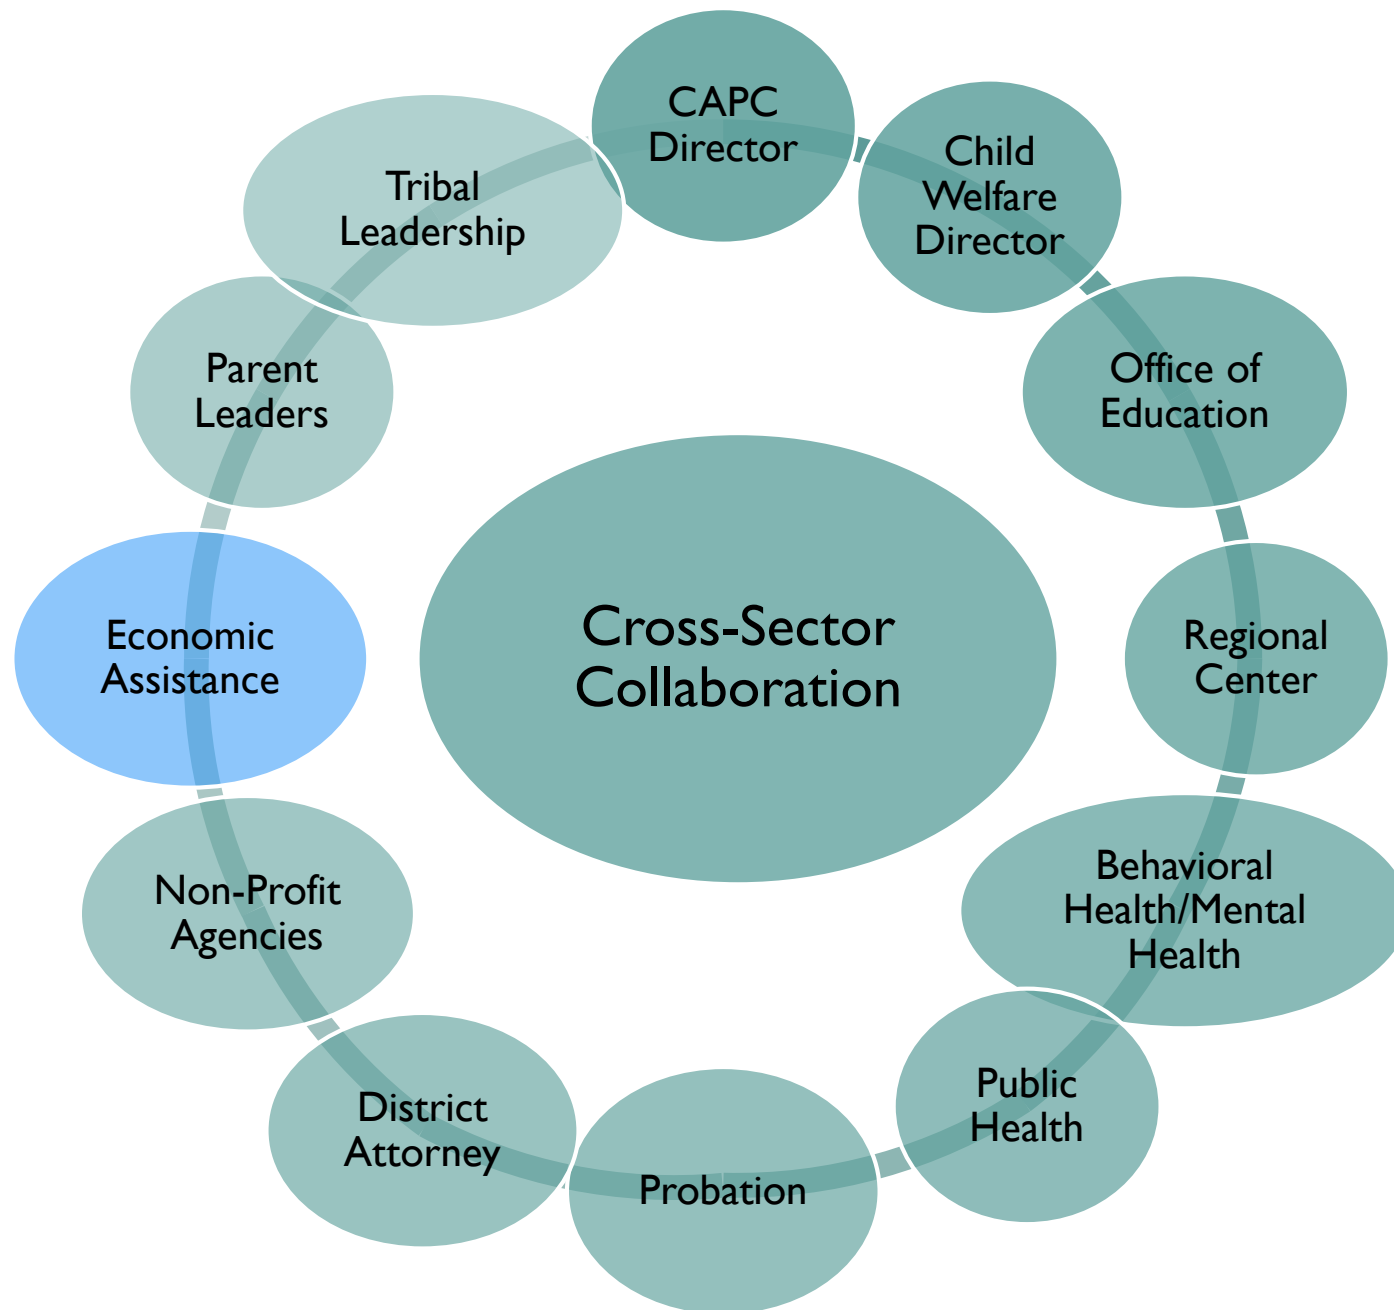 CAPC
Director
Child
Welfare
Director
Office of
Education
Regional
Center
Behavioral
Health/Mental
Health
Public
Health
Probation
District
Attorney
Non-Profit
Agencies
Economic
Assistance
Parent
Leaders
Tribal
Leadership
Cross-Sector
Collaboration